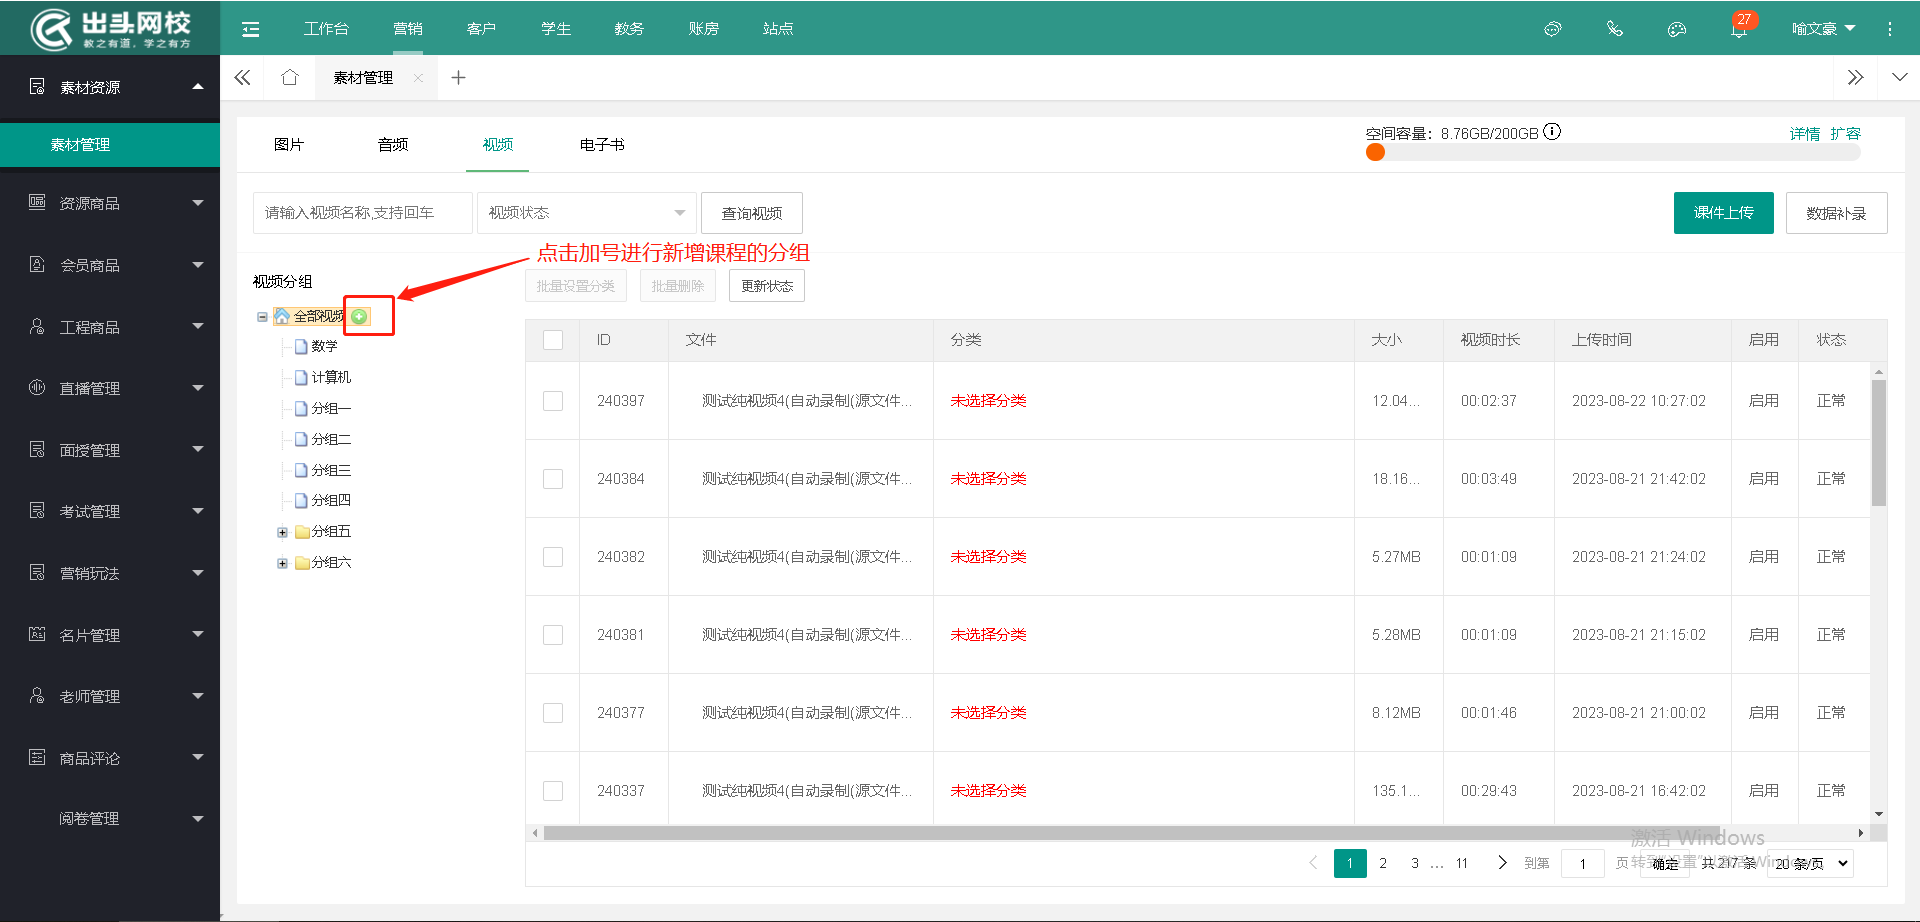 出头网校
教之有道，学之有方
工作台 营销 客户 学生 教务 账房 站点
27
喻文豪
素材资源
素材管理
资源商品
会员商品
工程商品
直播管理
面授管理
考试管理
营销玩法
名片管理
老师管理
商品评论
阅卷管理
素材管理
图片 音频 视频 电子书
空间容量：8.76GB/200GB
详情 扩容
请输入视频名称,支持回车 视频状态 查询视频
课件上传 数据补录
点击加号进行新增课程的分组
视频分组
全部视频
数学
计算机
分组一
分组二
分组三
分组四
分组五
分组六
批量设置分类 批量删除 更新状态
ID 文件 分类 大小 视频时长 上传时间 启用 状态
240397 测试纯视频4(自动录制(源文件... 未选择分类 12.04... 00:02:37 2023-08-22 10:27:02 启用 正常
240384 测试纯视频4(自动录制(源文件... 未选择分类 18.16... 00:03:49 2023-08-21 21:42:02 启用 正常
240382 测试纯视频4(自动录制(源文件... 未选择分类 5.27MB 00:01:09 2023-08-21 21:24:02 启用 正常
240381 测试纯视频4(自动录制(源文件... 未选择分类 5.28MB 00:01:09 2023-08-21 21:15:02 启用 正常
240377 测试纯视频4(自动录制(源文件... 未选择分类 8.12MB 00:01:46 2023-08-21 21:00:02 启用 正常
240337 测试纯视频4(自动录制(源文件... 未选择分类 135.1... 00:29:43 2023-08-21 16:42:02 启用 正常
激活 Windows
1 2 3 ... 11 到第 1 页 确定 共 217 条 20 条/页